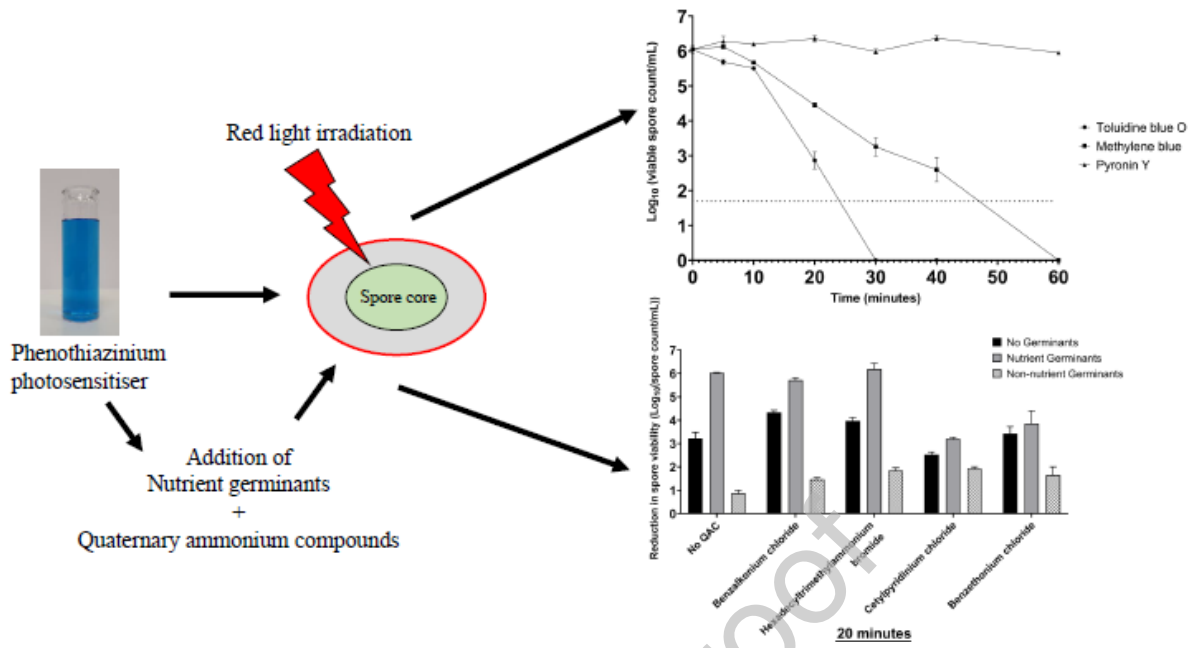 Red light irradiation
Spore core
Phenothiazinium
photosensitiser
Addition of
Nutrient germinants
+
Quaternary ammonium compounds
Log₁₀ (viable spore count/mL)
7
6
5
4
3
2
1
0
0 10 20 30 40 50 60
Time (minutes)
Toluidine blue O
Methylene blue
Pyronin Y
Reduction in spore viability (Log₁₀(spore count/mL))
7
6
5
4
3
2
1
0
No Germinants
Nutrient Germinants
Non-nutrient Germinants
No QAC
Benzalkonium chloride
Hexadecyltrimethylammonium
bromide
Cetylpyridinium chloride
Benzethonium chloride
20 minutes